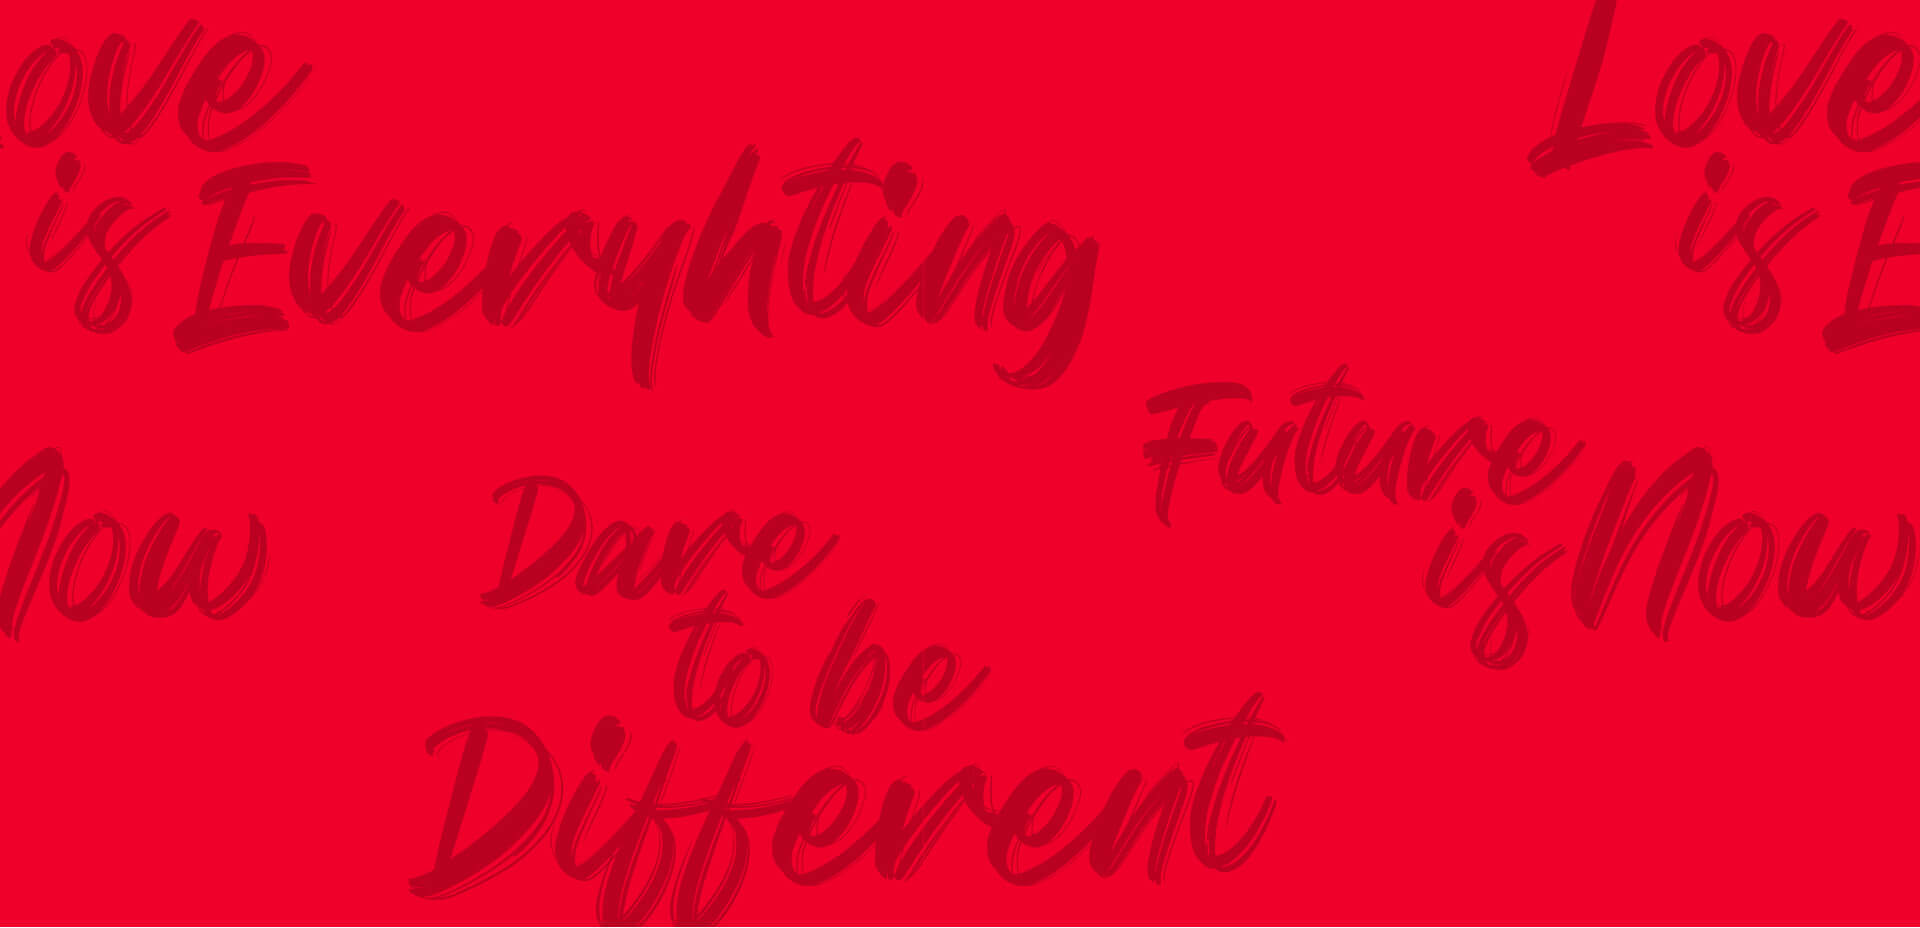 ove
is Everyhting
Love
is E
Now
Dare
to be
Different
Future
is Now